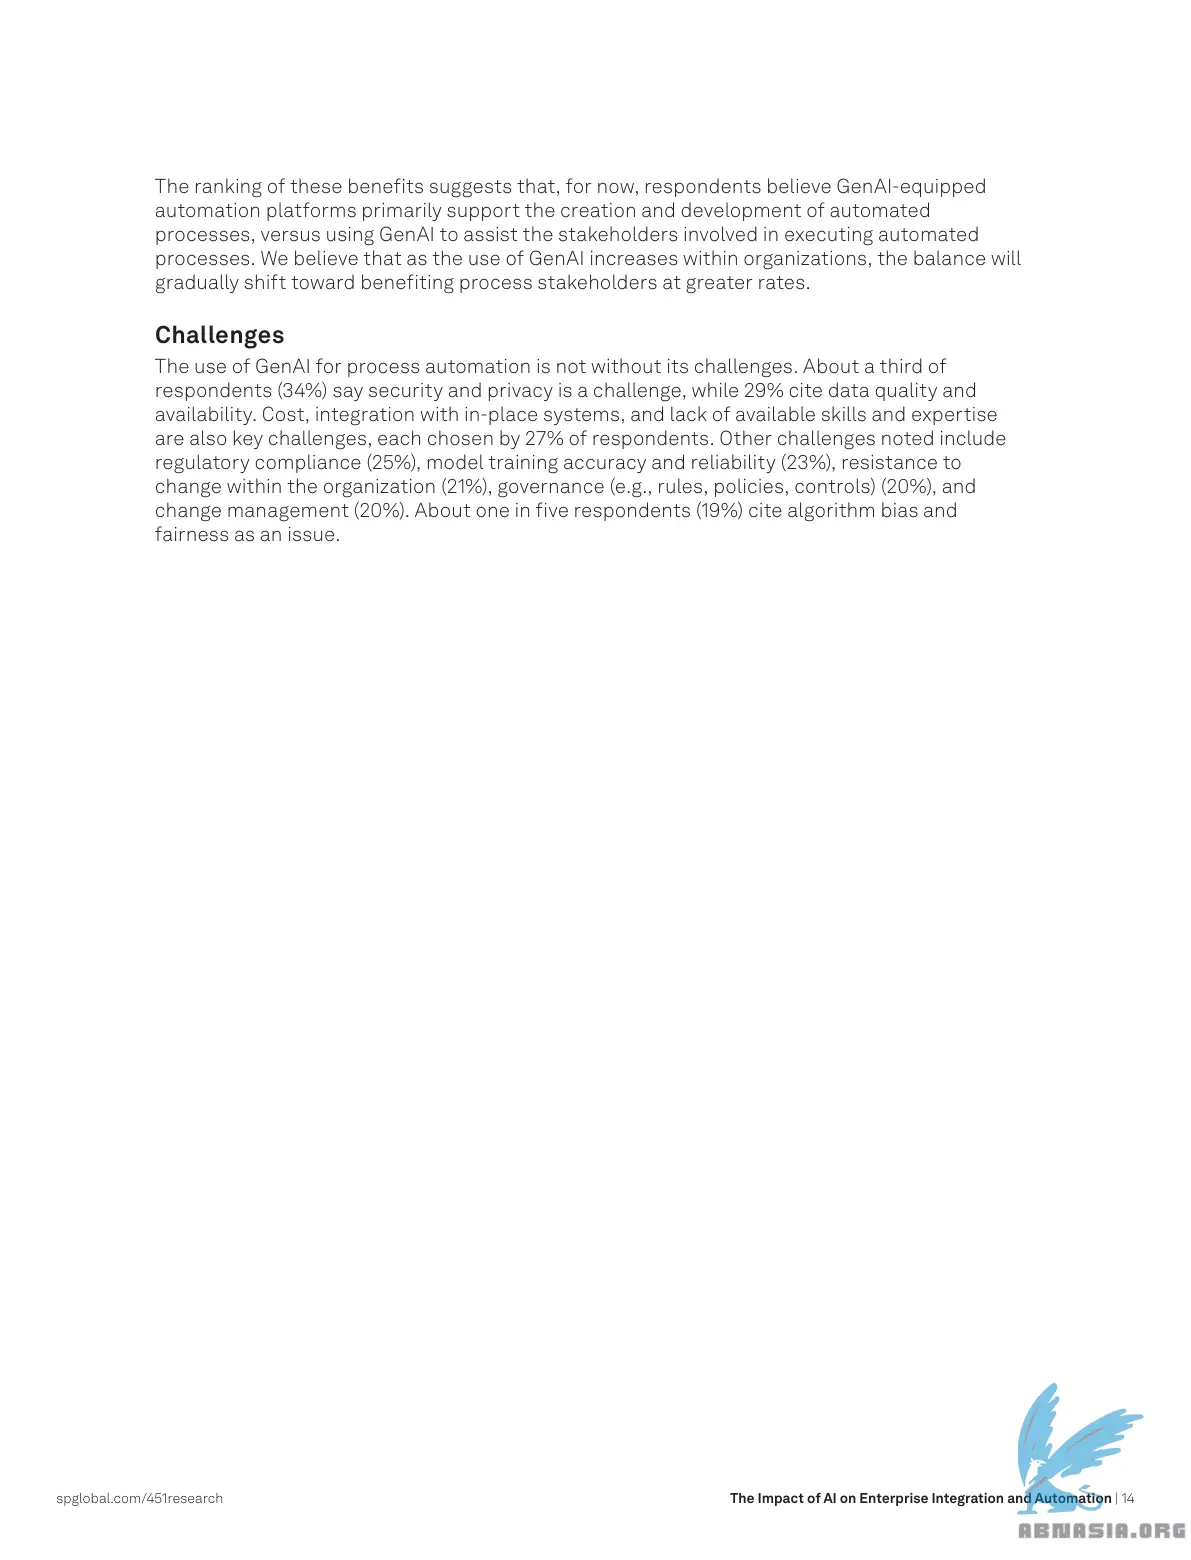 The ranking of these benefits suggests that, for now, respondents believe GenAI-equipped
automation platforms primarily support the creation and development of automated
processes, versus using GenAI to assist the stakeholders involved in executing automated
processes. We believe that as the use of GenAI increases within organizations, the balance will
gradually shift toward benefiting process stakeholders at greater rates.
Challenges
The use of GenAI for process automation is not without its challenges. About a third of
respondents (34%) say security and privacy is a challenge, while 29% cite data quality and
availability. Cost, integration with in-place systems, and lack of available skills and expertise
are also key challenges, each chosen by 27% of respondents. Other challenges noted include
regulatory compliance (25%), model training accuracy and reliability (23%), resistance to
change within the organization (21%), governance (e.g., rules, policies, controls) (20%), and
change management (20%). About one in five respondents (19%) cite algorithm bias and
fairness as an issue.
spglobal.com/451research
The Impact of AI on Enterprise Integration and Automation | 14
ABNASIA.ORG